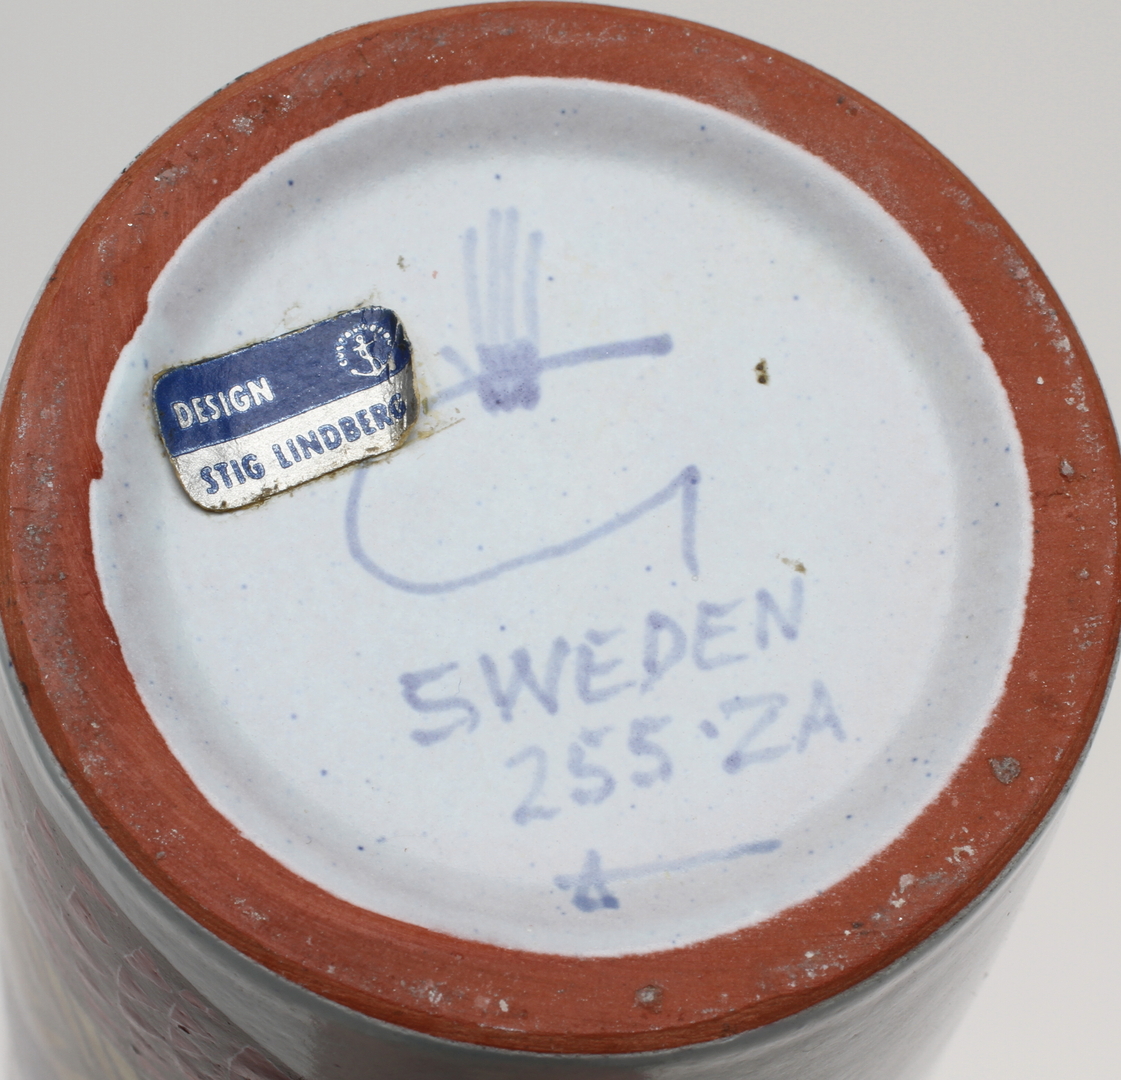 DESIGN
STIG LINDBERG
SWEDEN
255·ZA